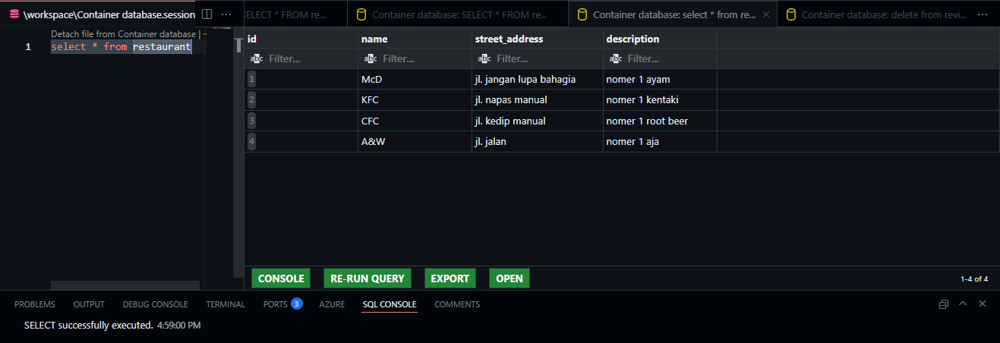 \workspace\Container database.session ··· SELECT * FROM re... Container database: SELECT * FROM re... Container database: select * from re... Container database: delete from revi... ···
Detach file from Container database |
1 select * from restaurant
id name street_address description
abc Filter... abc Filter... abc Filter... abc Filter...
1 McD jl. jangan lupa bahagia nomer 1 ayam
2 KFC jl. napas manual nomer 1 kentaki
3 CFC jl. kedip manual nomer 1 root beer
4 A&W jl. jalan nomer 1 aja
CONSOLE RE-RUN QUERY EXPORT OPEN 1-4 of 4
PROBLEMS OUTPUT DEBUG CONSOLE TERMINAL PORTS 3 AZURE SQL CONSOLE COMMENTS
SELECT successfully executed. 4:59:00 PM